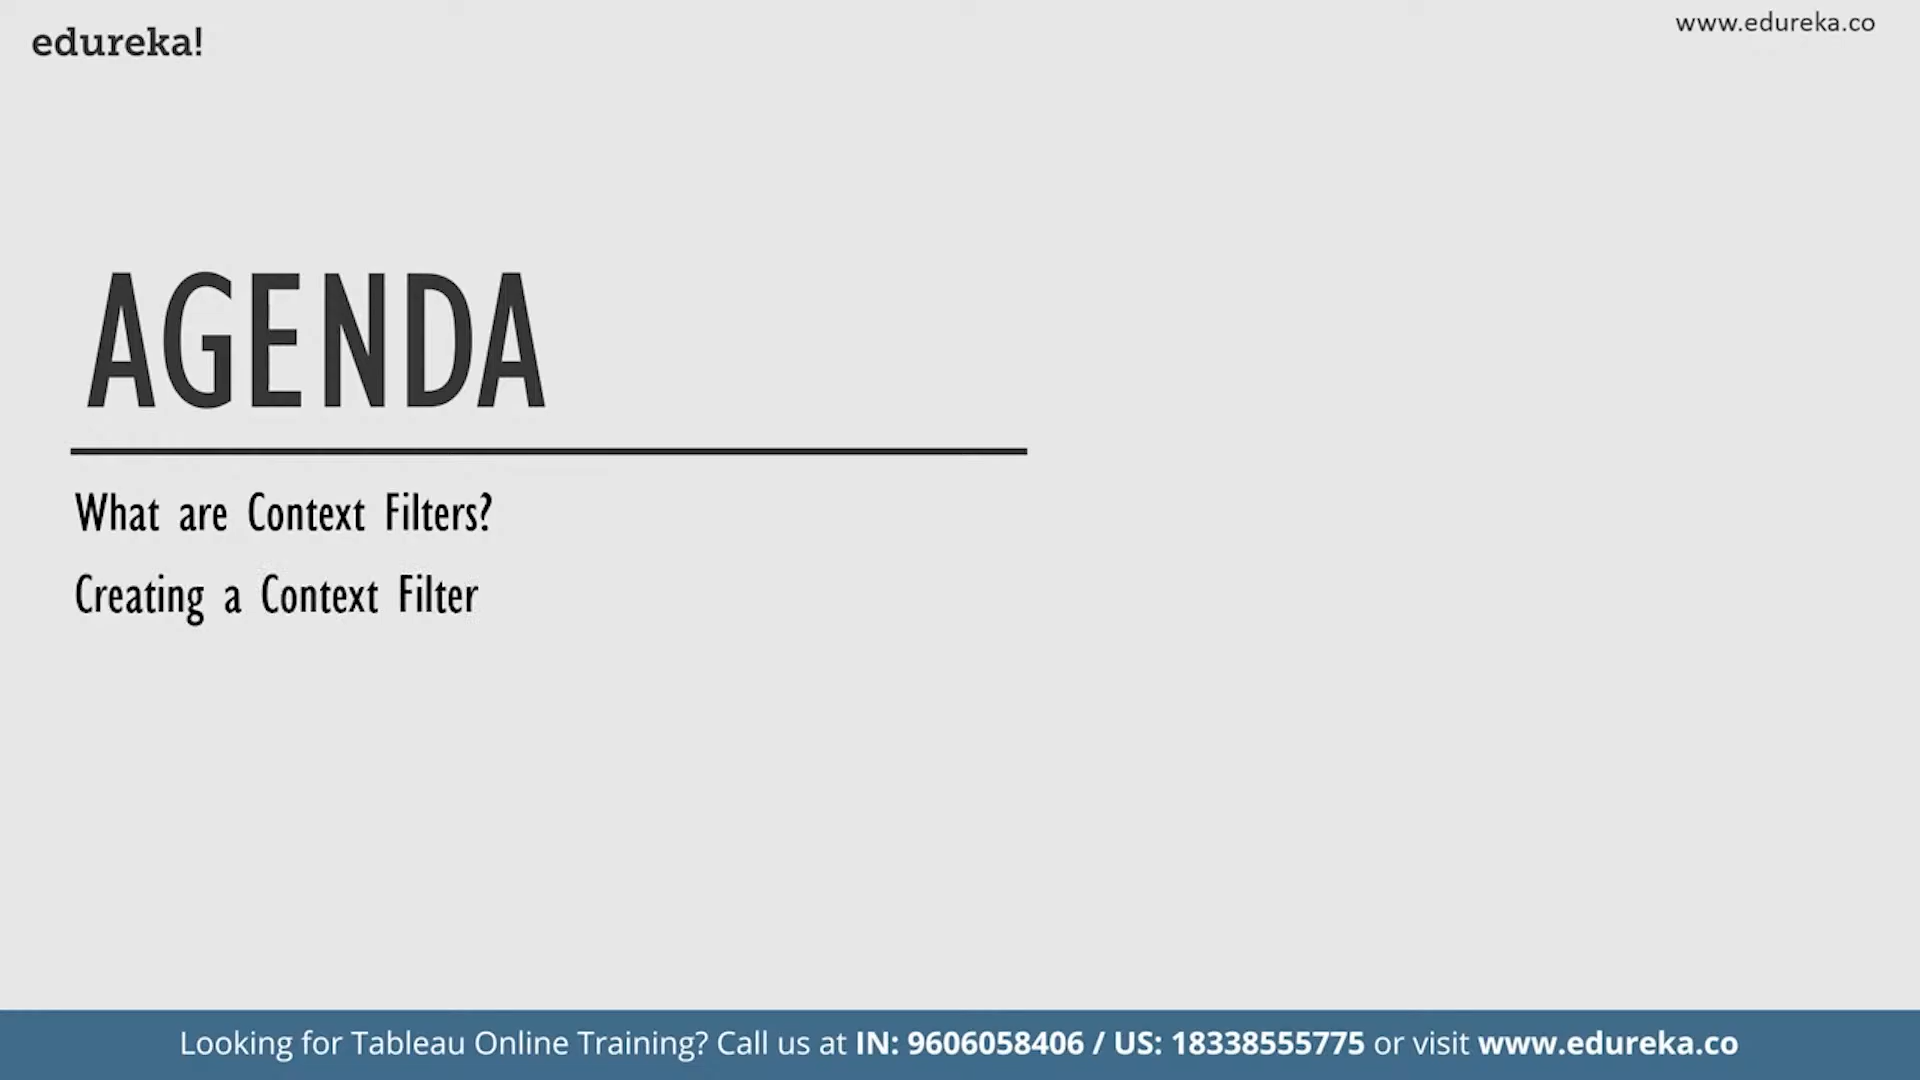 edureka!
www.edureka.co
AGENDA
What are Context Filters?
Creating a Context Filter
Looking for Tableau Online Training? Call us at IN: 9606058406 / US: 18338555775 or visit www.edureka.co